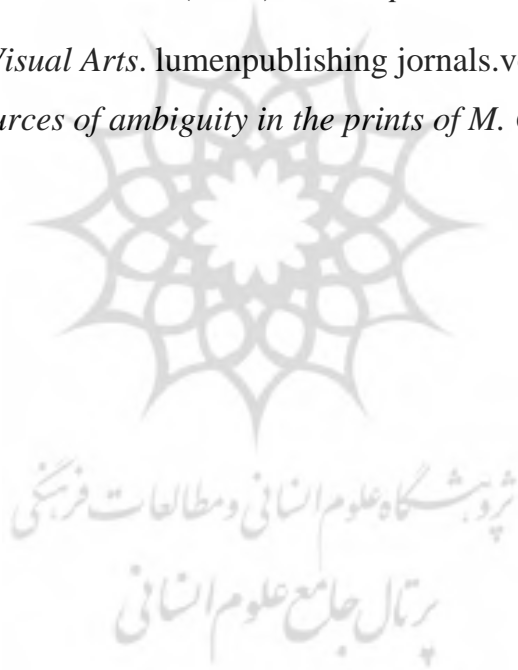 Visual Arts. lumenpublishing jornals.v
urces of ambiguity in the prints of M.
پژوهشگاه علوم انسانی و مطالعات فرهنگی
پرتال جامع علوم انسانی